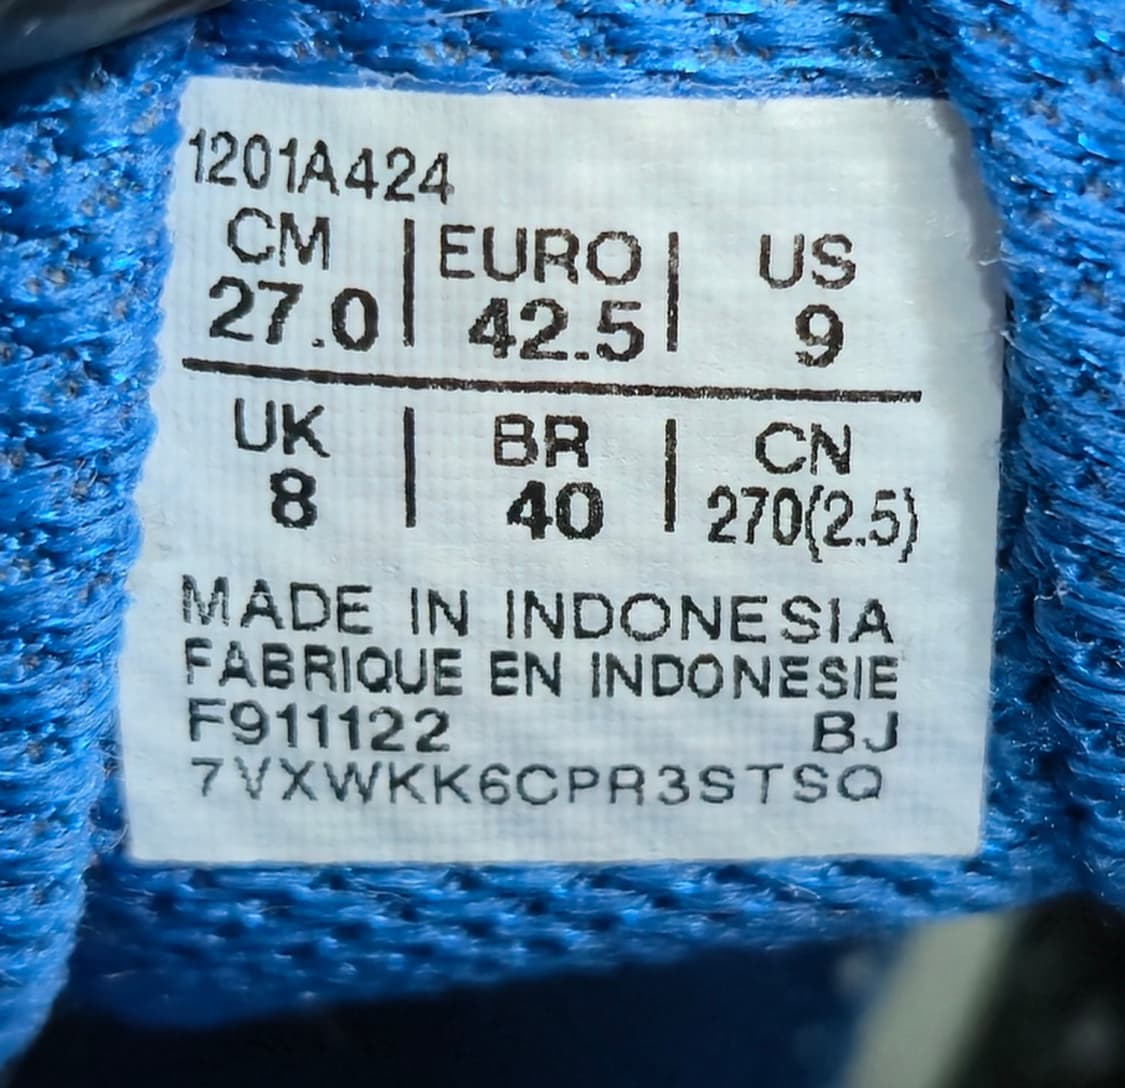 1201A424
CM | EURO | US
27.0 | 42.5 | 9
UK | BR | CN
8 | 40 | 270(2.5)
MADE IN INDONESIA
FABRIQUE EN INDONESIE
F911122 BJ
7VXWKK6CPR3STSQ